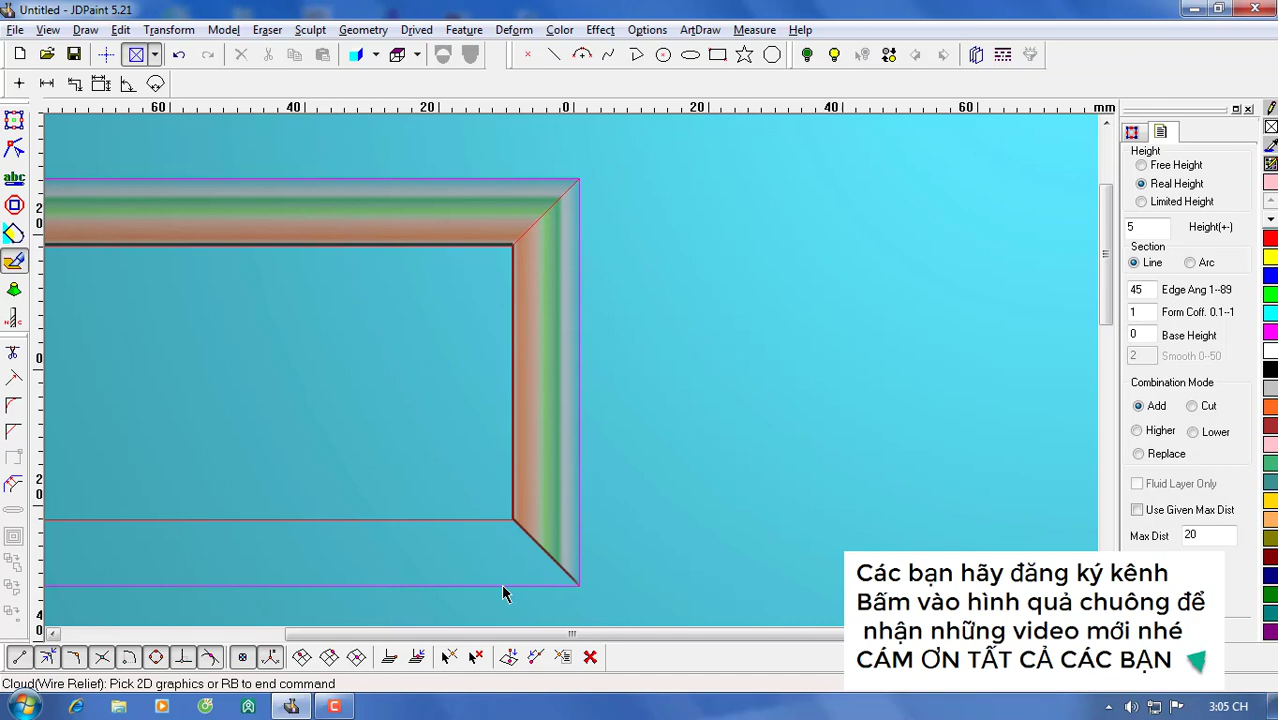 Untitled - JDPaint 5.21
File View Draw Edit Transform Model Eraser Sculpt Geometry Drived Feature Deform Color Effect Options ArtDraw Measure Help
60 40 20 0 20 40 60 mm
abc
Height
Free Height
Real Height
Limited Height
5 Height(+-)
Section
Line Arc
45 Edge Ang 1--89
1 Form Coff. 0.1--1
0 Base Height
2 Smooth 0--50
Combination Mode
Add Cut
Higher Lower
Replace
Fluid Layer Only
Use Given Max Dist
Max Dist 20
20
0
20
40
Các bạn hãy đăng ký kênh
Bấm vào hình quả chuông để
nhận những video mới nhé
CÁM ƠN TẤT CẢ CÁC BẠN
Cloud(Wire Relief): Pick 2D graphics or RB to end command
3:05 CH